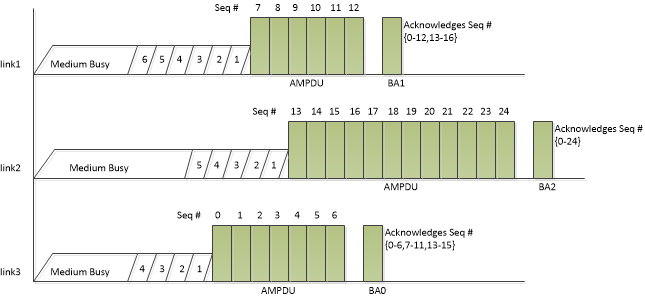 Seq # 7 8 9 10 11 12
Acknowledges Seq #
{0-12,13-16}
link1 Medium Busy 6 5 4 3 2 1
AMPDU BA1
Seq # 13 14 15 16 17 18 19 20 21 22 23 24
Acknowledges Seq #
{0-24}
link2 Medium Busy 5 4 3 2 1
AMPDU BA2
Seq # 0 1 2 3 4 5 6
Acknowledges Seq #
{0-6,7-11,13-15}
link3 Medium Busy 4 3 2 1
AMPDU BA0